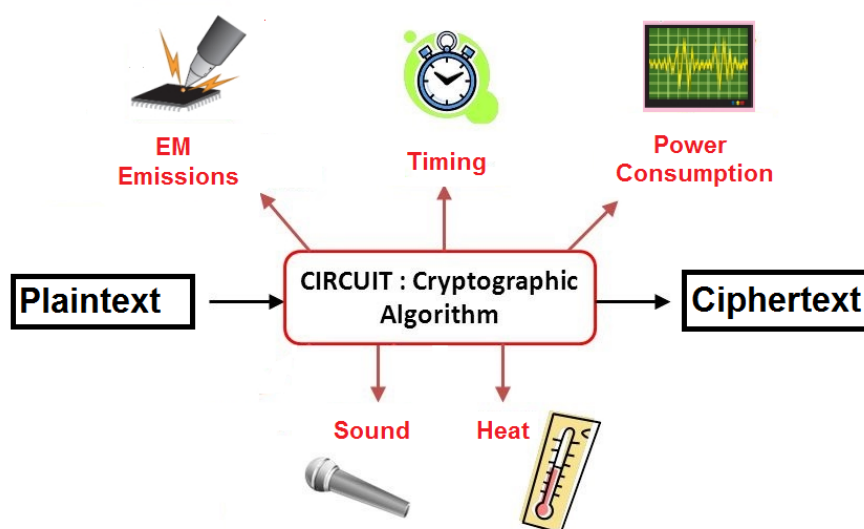 EM
Emissions
Timing
Power
Consumption
Plaintext
CIRCUIT : Cryptographic
Algorithm
Ciphertext
Sound
Heat